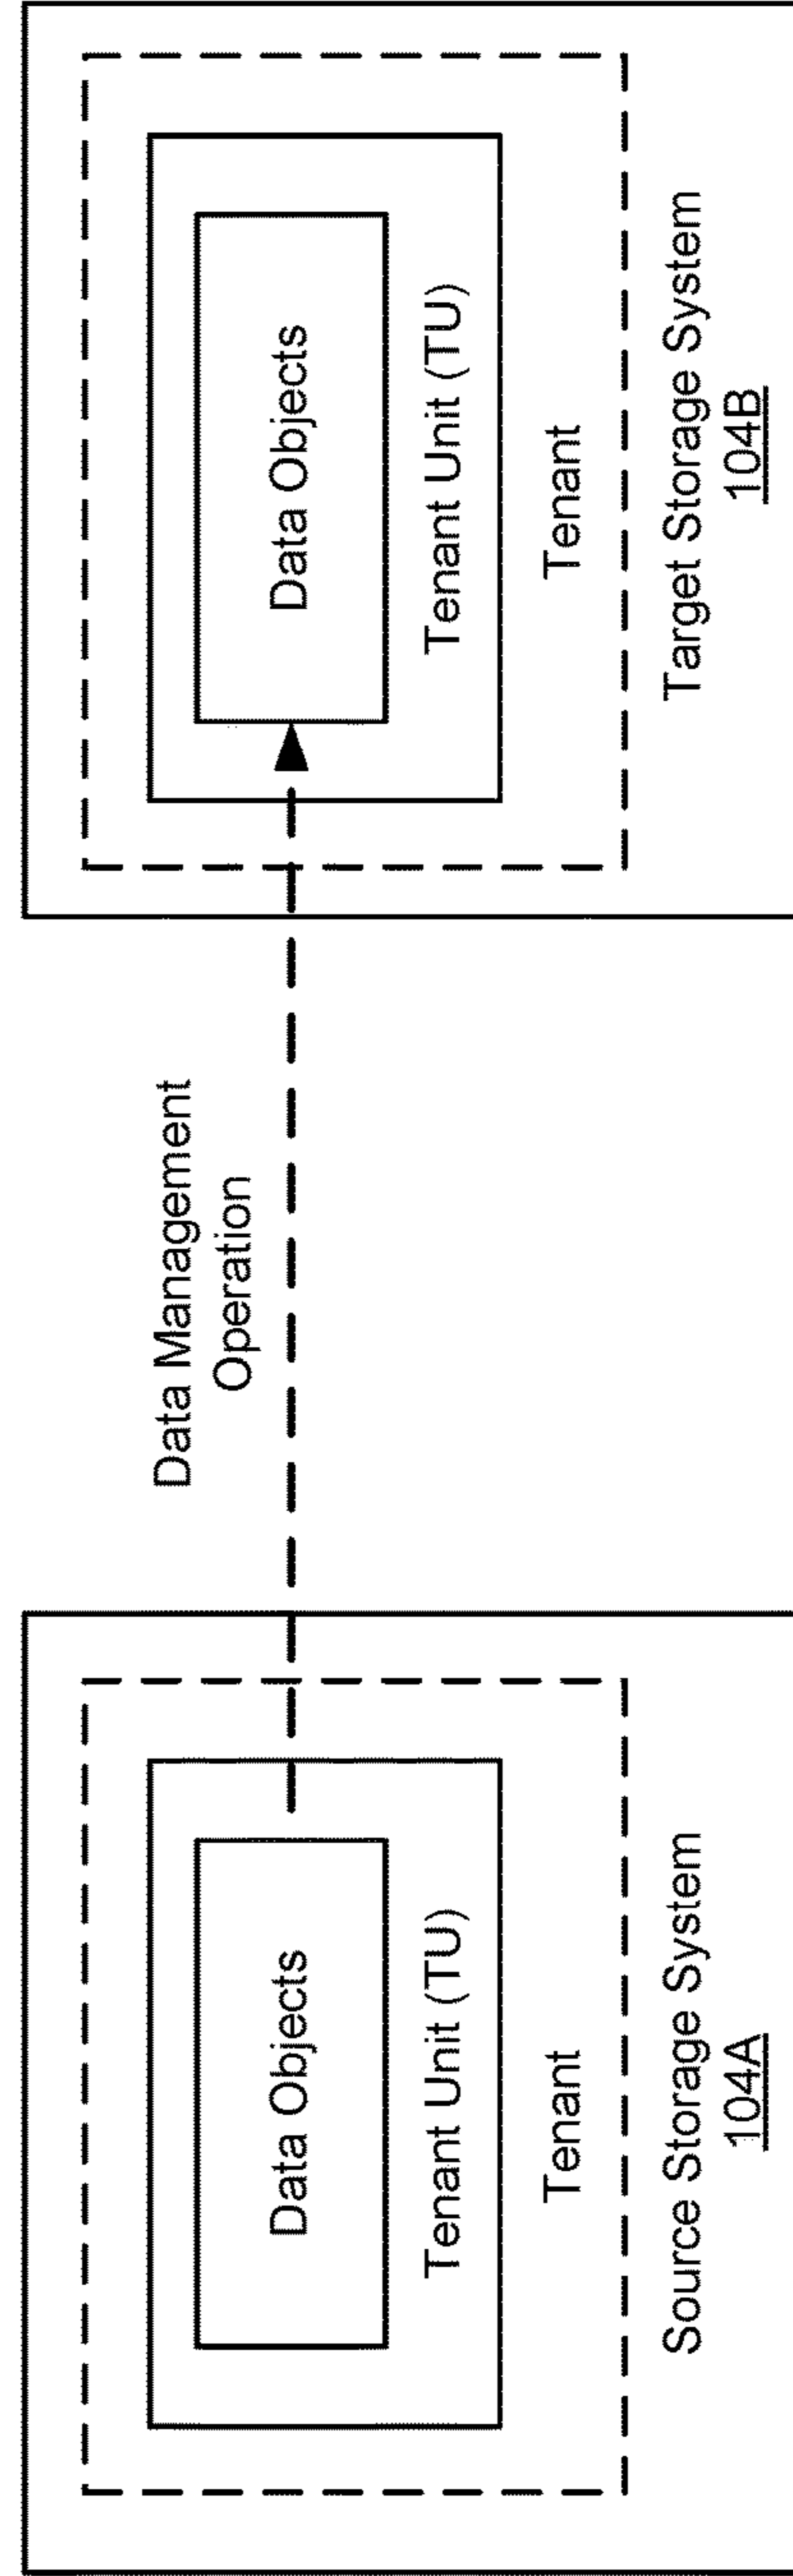 Data Objects
Tenant Unit (TU)
Tenant
Source Storage System
104A
Data Management
Operation
Data Objects
Tenant Unit (TU)
Tenant
Target Storage System
104B